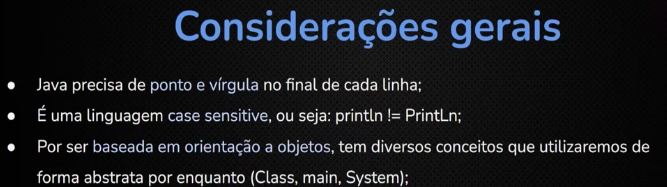 Considerações gerais
● Java precisa de ponto e vírgula no final de cada linha;
● É uma linguagem case sensitive, ou seja: println != PrintLn;
● Por ser baseada em orientação a objetos, tem diversos conceitos que utilizaremos de
forma abstrata por enquanto (Class, main, System);